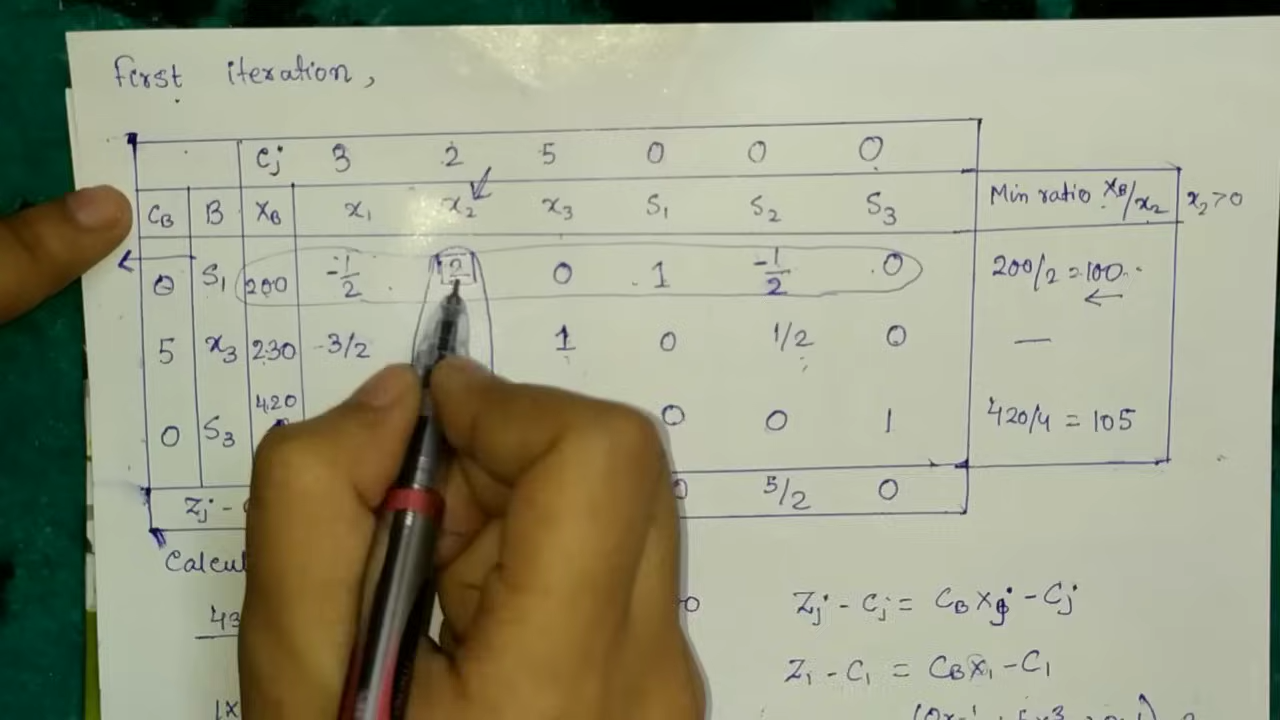 First iteration,
Cj 3 2 5 0 0 0
CB B XB x1 x2 x3 S1 S2 S3 Min ratio XB/x2 x2>0
0 S1 200 -1/2 2 0 1 -1/2 0 200/2 = 100
5 x3 230 3/2 1 0 1/2 0 —
0 S3 420 0 0 1 420/4 = 105
Zj - 5/2 0
Calcul
43 Zj - Cj = CB Xj - Cj
Z1 - C1 = CB X1 - C1
1X